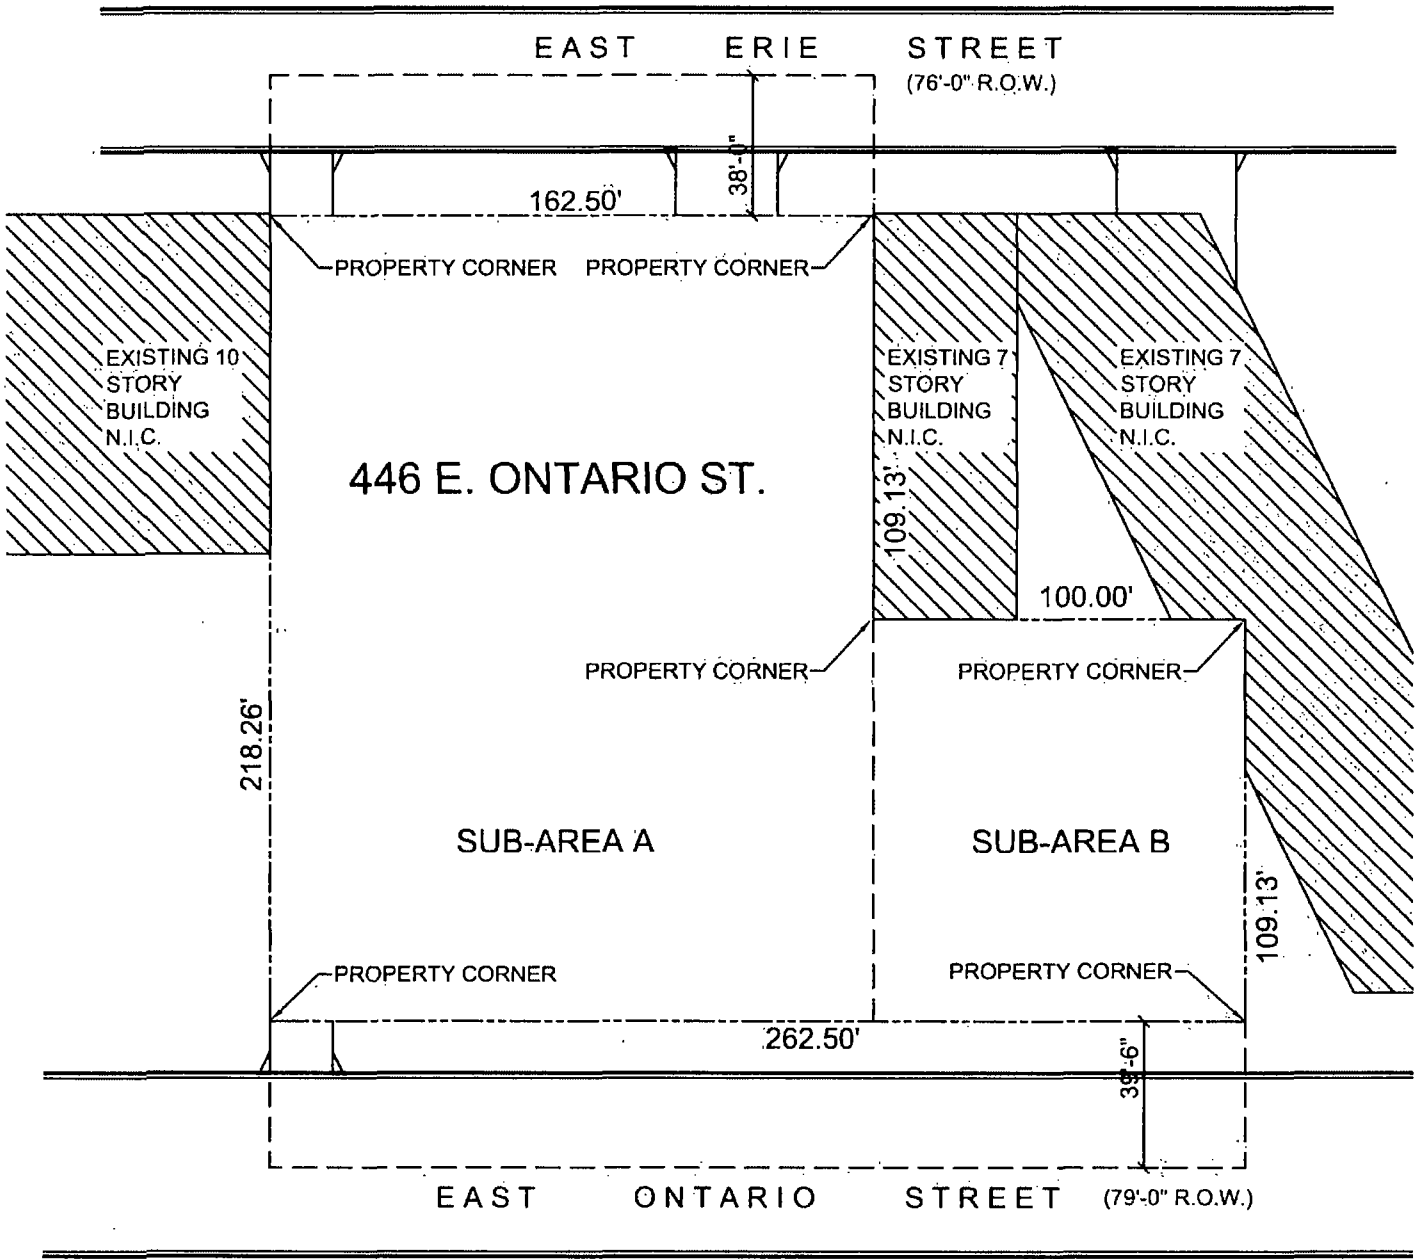 EAST ERIE STREET
(76'-0" R.O.W.)
38'-0"
162.50'
PROPERTY CORNER
PROPERTY CORNER
EXISTING 10
STORY
BUILDING
N.I.C.
EXISTING 7
STORY
BUILDING
N.I.C.
EXISTING 7
STORY
BUILDING
N.I.C.
446 E. ONTARIO ST.
109.13'
100.00'
PROPERTY CORNER
PROPERTY CORNER
218.26'
SUB-AREA A
SUB-AREA B
109.13'
PROPERTY CORNER
PROPERTY CORNER
262.50'
39'-6"
EAST ONTARIO STREET
(79'-0" R.O.W.)